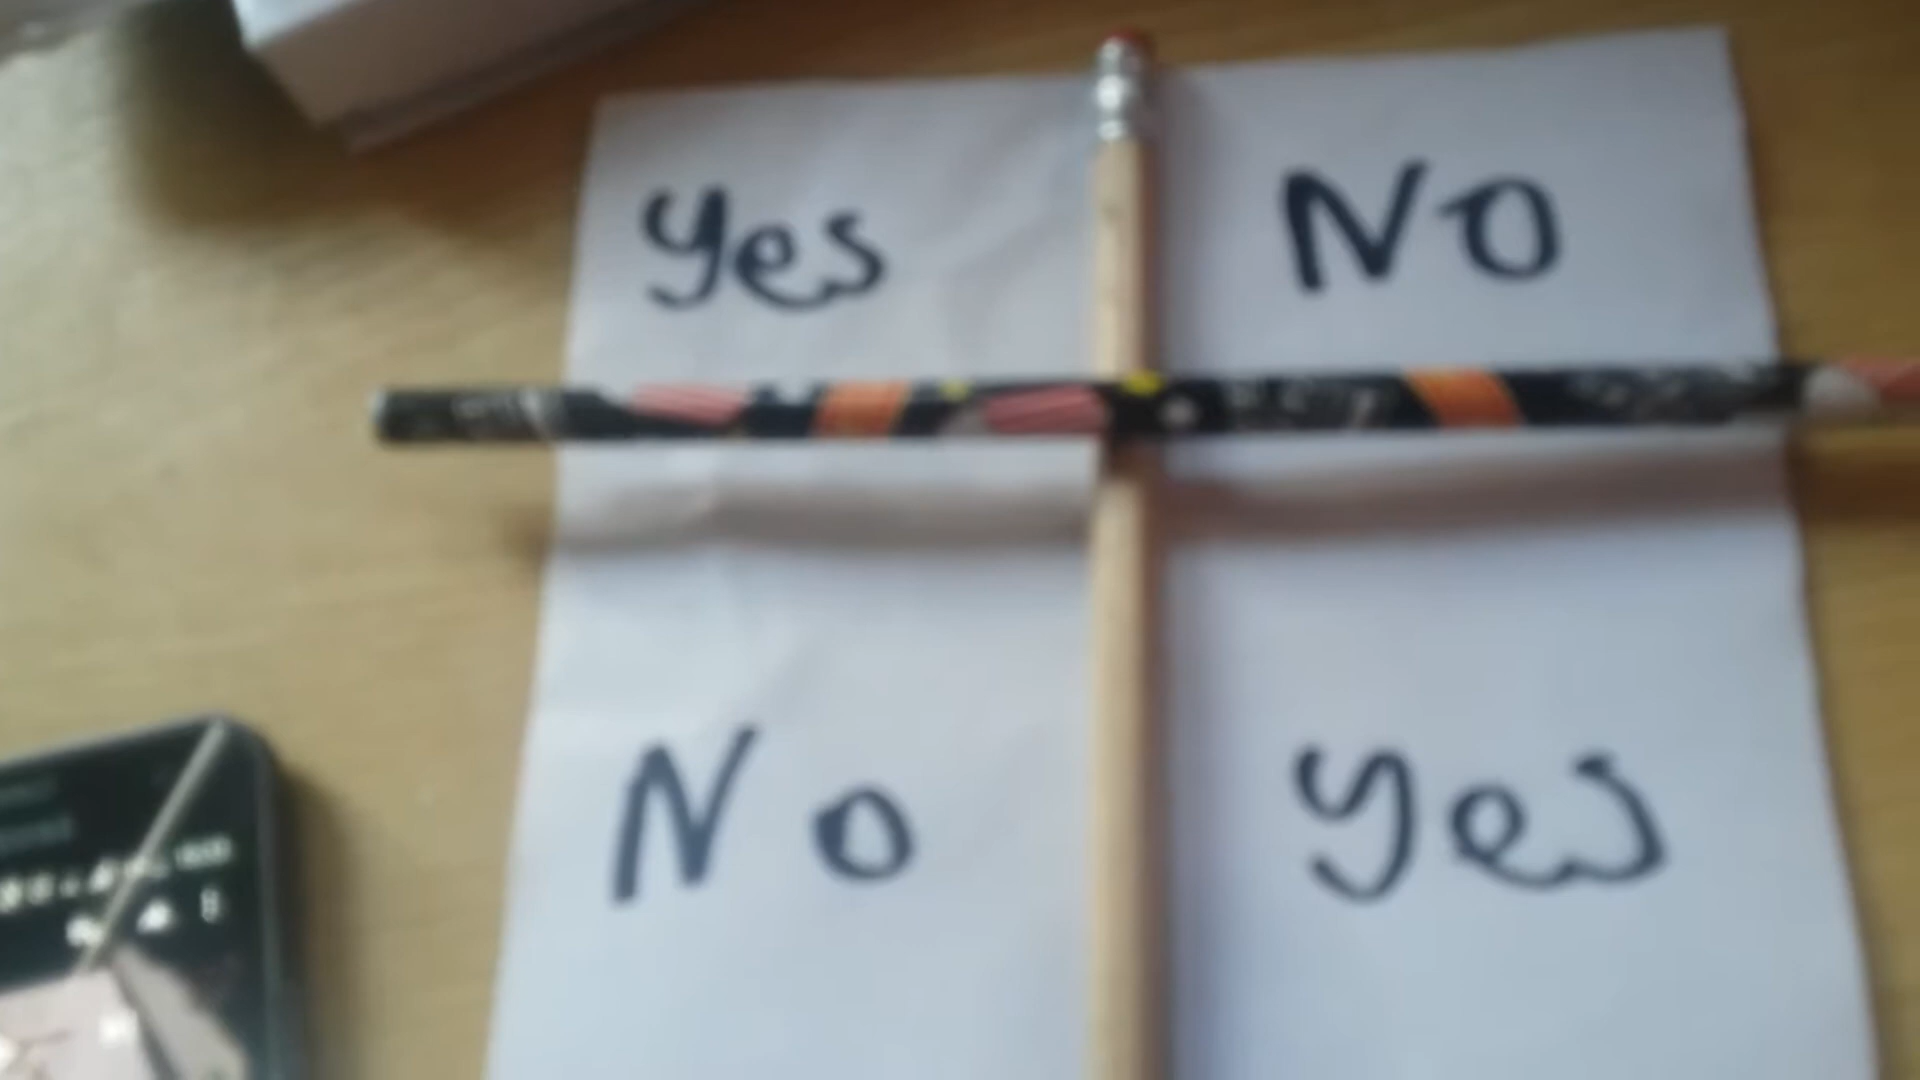 Yes NO
No yes